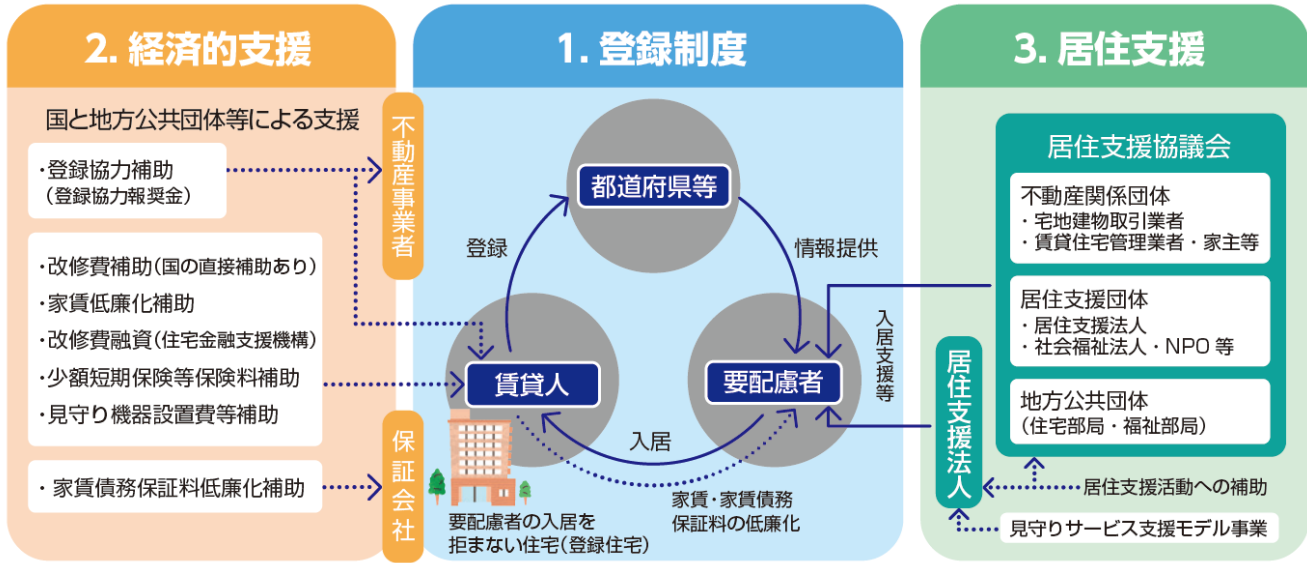 2. 経済的支援
国と地方公共団体等による支援
・登録協力補助
（登録協力報奨金）
・改修費補助（国の直接補助あり）
・家賃低廉化補助
・改修費融資（住宅金融支援機構）
・少額短期保険等保険料補助
・見守り機器設置費等補助
・家賃債務保証料低廉化補助
不動産事業者
保証会社
1. 登録制度
都道府県等
登録
情報提供
賃貸人
要配慮者
入居支援等
入居
家賃・家賃債務
保証料の低廉化
要配慮者の入居を
拒まない住宅（登録住宅）
3. 居住支援
居住支援協議会
不動産関係団体
・宅地建物取引業者
・賃貸住宅管理業者・家主等
居住支援団体
・居住支援法人
・社会福祉法人・NPO 等
地方公共団体
（住宅部局・福祉部局）
居住支援法人
居住支援活動への補助
見守りサービス支援モデル事業